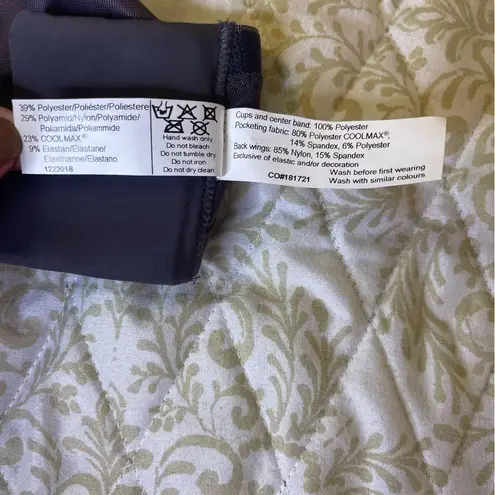 39% Polyester/Poliéster/Poliestere
29% Polyamid/Nylon/Polyamide/
Poliamida/Poliammide
23% COOLMAX®
9% Elastan/Elastane/
Elasthanne/Elastano
1222018
Hand wash only
Do not bleach
Do not tumble dry
Do not iron
Do not dry clean
Cups and center band: 100% Polyester
Pocketing fabric: 80% Polyester COOLMAX®,
14% Spandex, 6% Polyester
Back wings: 85% Nylon, 15% Spandex
Exclusive of elastic and/or decoration
Wash before first wearing
CO#181721
Wash with similar colours